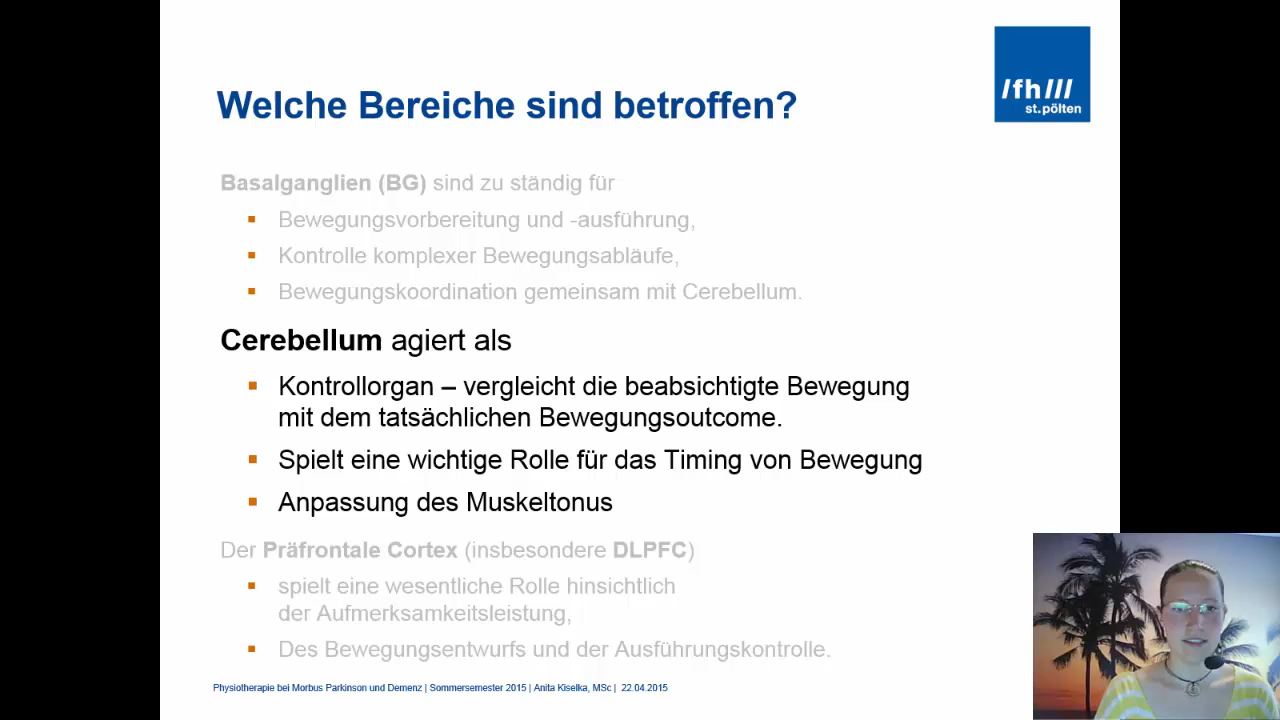 /fh///
st.pölten
Welche Bereiche sind betroffen?
Basalganglien (BG) sind zu ständig für
Bewegungsvorbereitung und -ausführung,
Kontrolle komplexer Bewegungsabläufe,
Bewegungskoordination gemeinsam mit Cerebellum.
Cerebellum agiert als
Kontrollorgan – vergleicht die beabsichtigte Bewegung
mit dem tatsächlichen Bewegungsoutcome.
Spielt eine wichtige Rolle für das Timing von Bewegung
Anpassung des Muskeltonus
Der Präfrontale Cortex (insbesondere DLPFC)
spielt eine wesentliche Rolle hinsichtlich
der Aufmerksamkeitsleistung,
Des Bewegungsentwurfs und der Ausführungskontrolle.
Physiotherapie bei Morbus Parkinson und Demenz | Sommersemester 2015 | Anita Kiselka, MSc | 22.04.2015